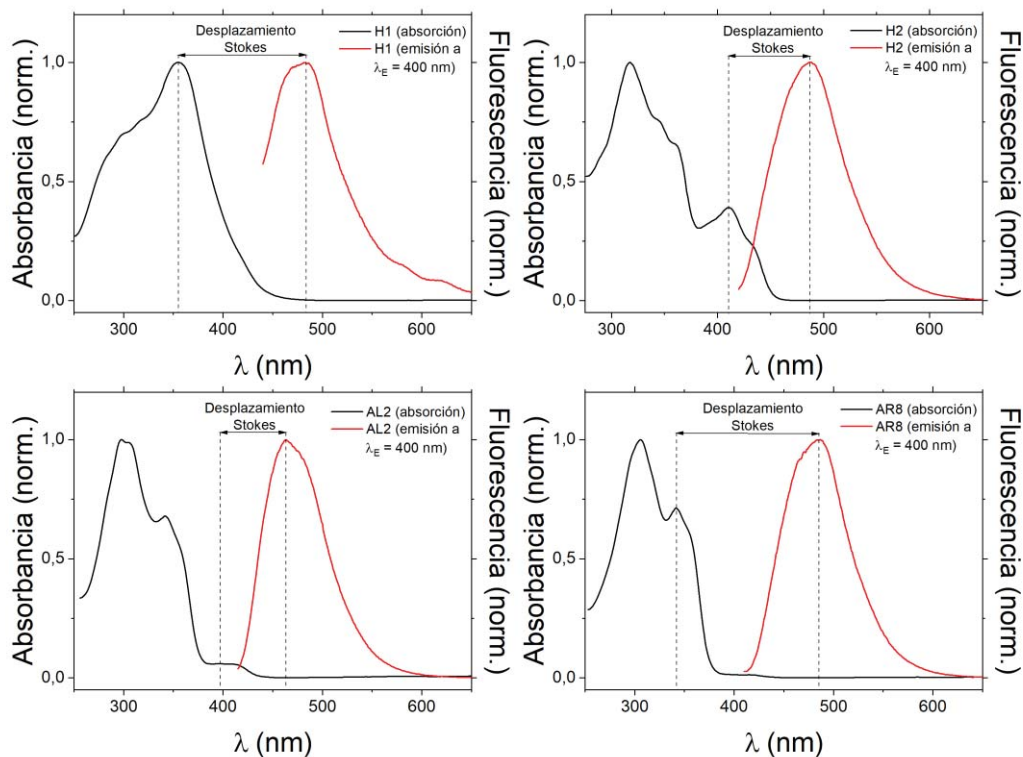 Desplazamiento
Stokes
H1 (absorción)
H1 (emisión a
λE = 400 nm)
Absorbancia (norm.)
Fluorescencia (norm.)
1,0
0,5
0,0
300
400
500
600
λ (nm)
Desplazamiento
Stokes
H2 (absorción)
H2 (emisión a
λE = 400 nm)
Absorbancia (norm.)
Fluorescencia (norm.)
1,0
0,5
0,0
300
400
500
600
λ (nm)
Desplazamiento
Stokes
AL2 (absorción)
AL2 (emisión a
λE = 400 nm)
Absorbancia (norm.)
Fluorescencia (norm.)
1,0
0,5
0,0
300
400
500
600
λ (nm)
Desplazamiento
Stokes
AR8 (absorción)
AR8 (emisión a
λE = 400 nm)
Absorbancia (norm.)
Fluorescencia (norm.)
1,0
0,5
0,0
300
400
500
600
λ (nm)